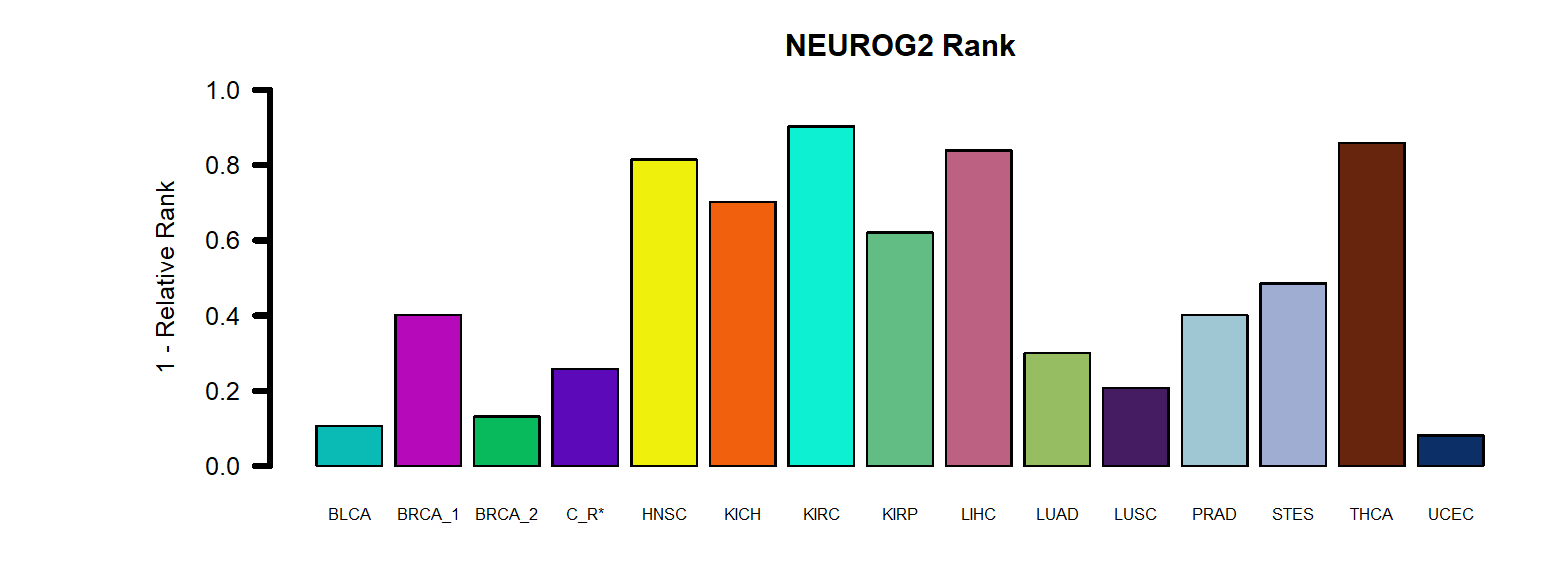 NEUROG2 Rank
1 - Relative Rank
1.0
0.8
0.6
0.4
0.2
0.0
BLCA BRCA_1 BRCA_2 C_R* HNSC KICH KIRC KIRP LIHC LUAD LUSC PRAD STES THCA UCEC